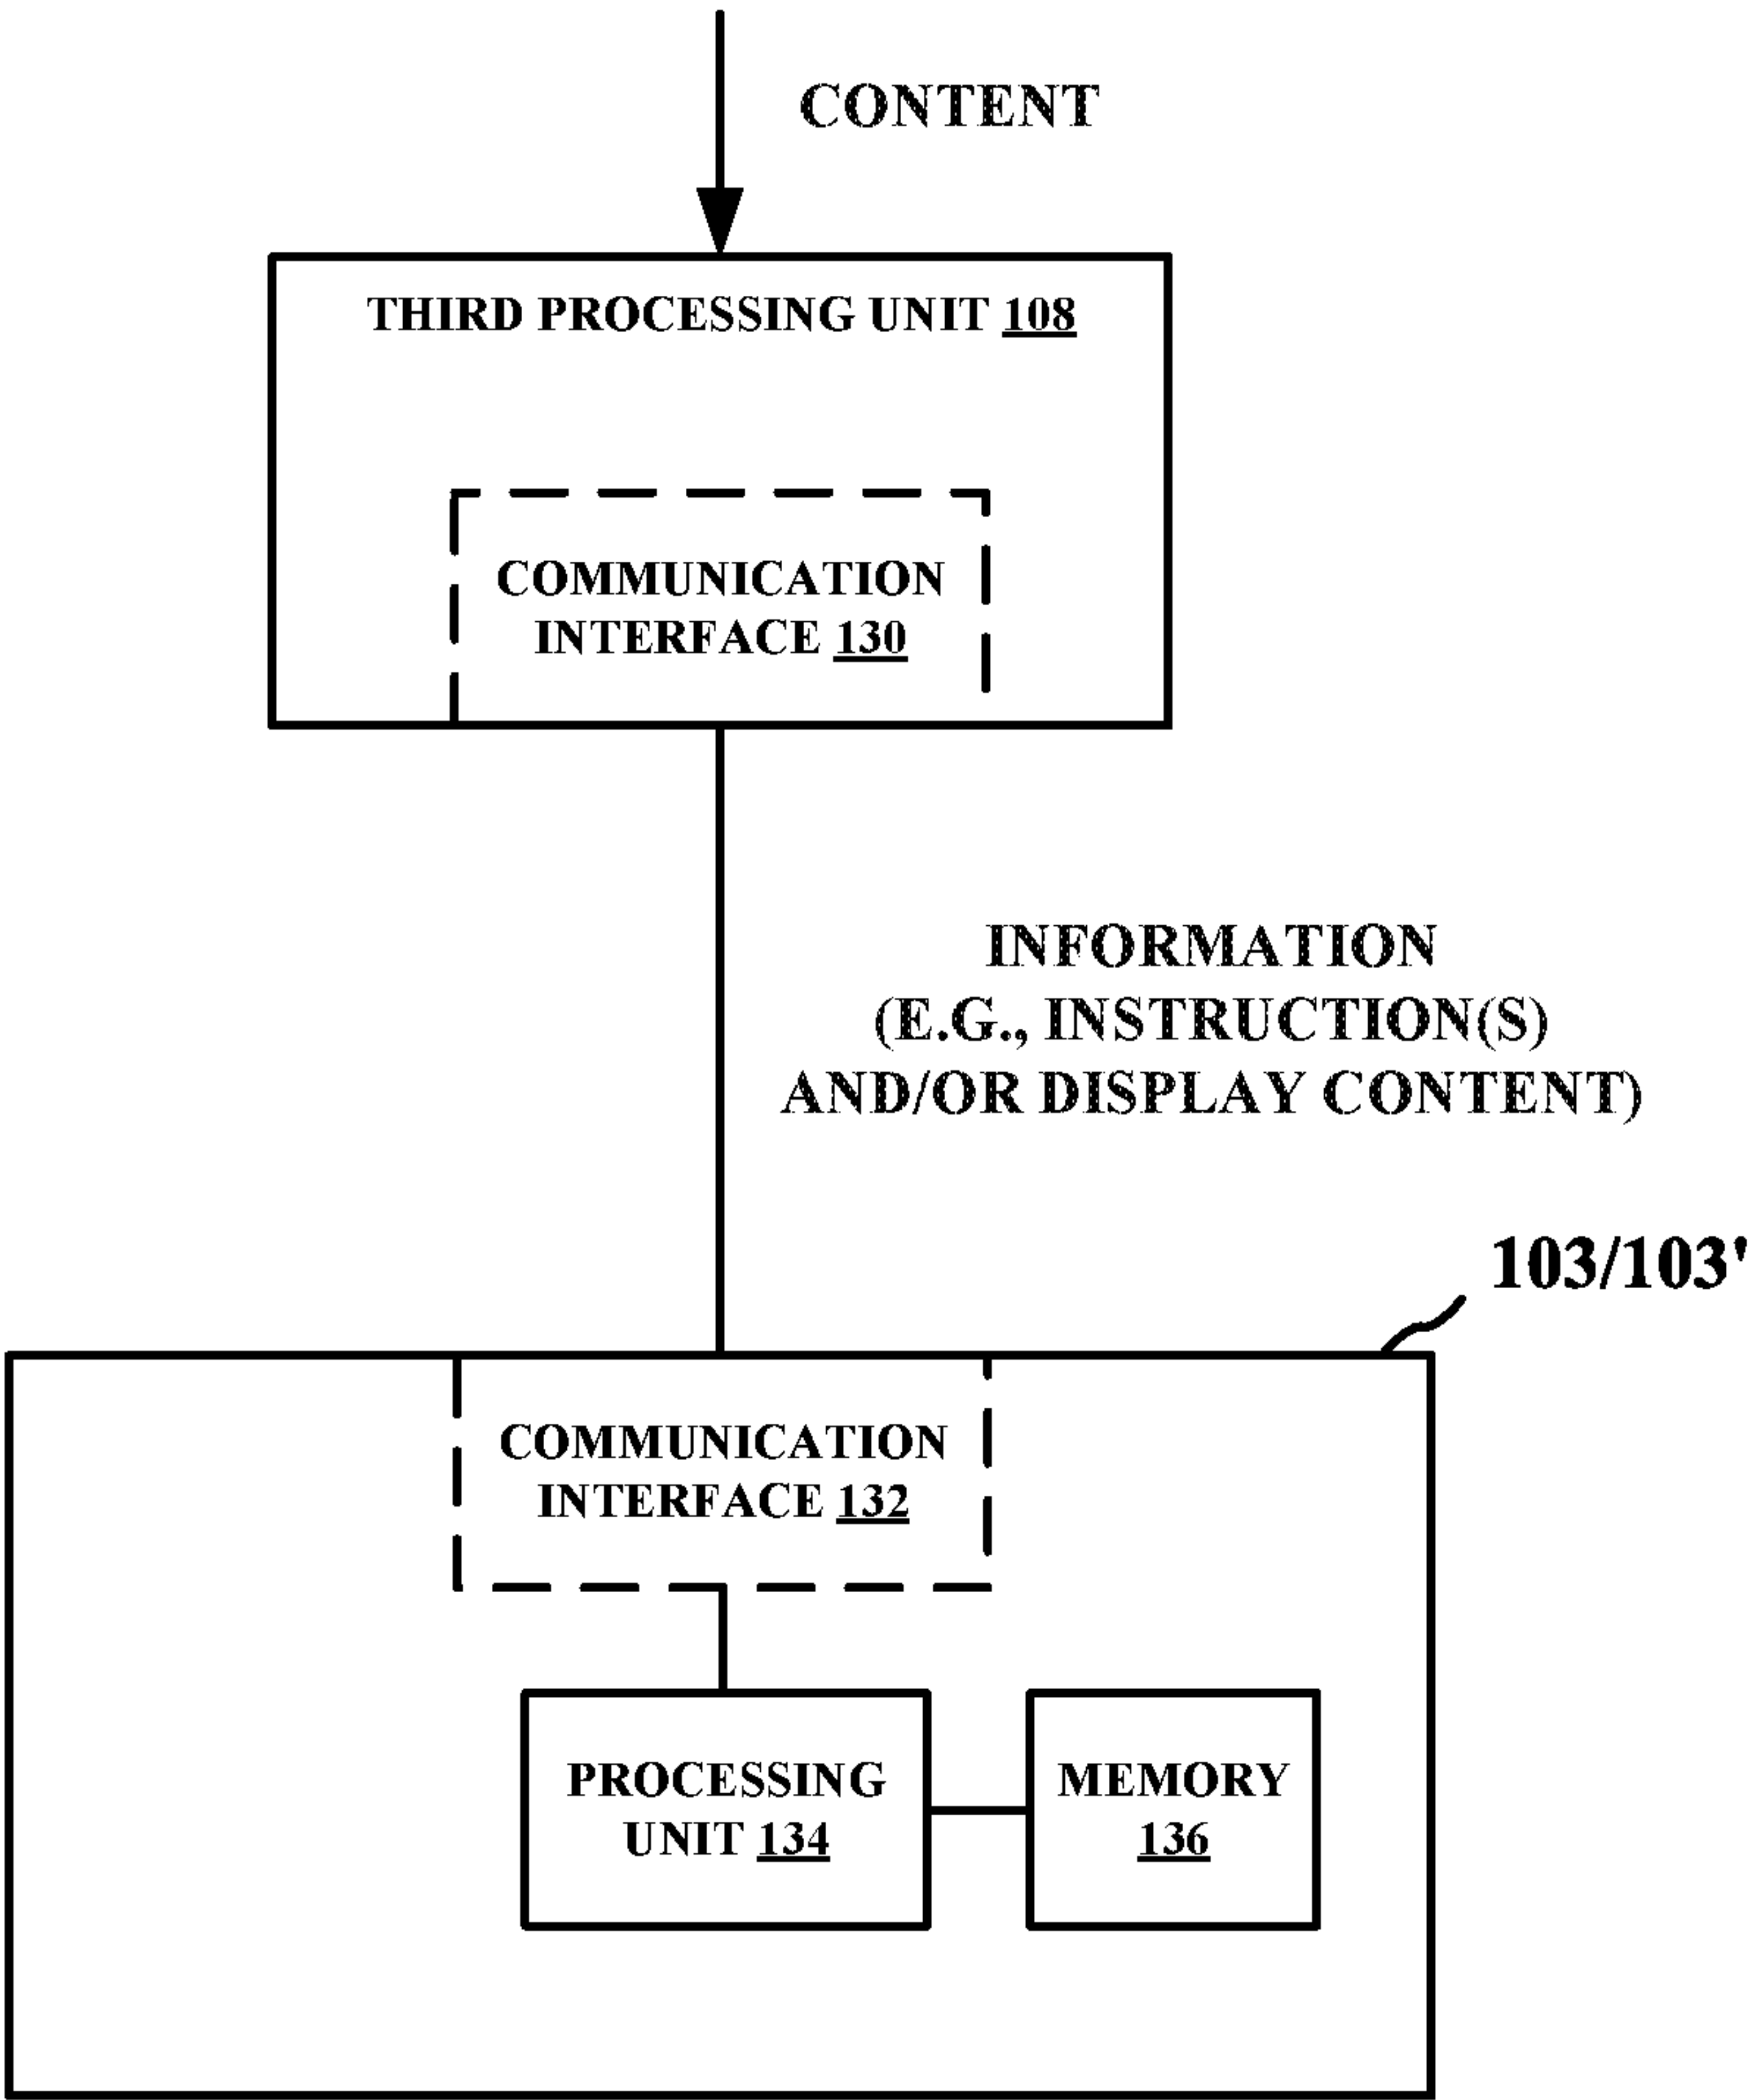 CONTENT
THIRD PROCESSING UNIT 108
COMMUNICATION
INTERFACE 130
INFORMATION
(E.G., INSTRUCTION(S)
AND/OR DISPLAY CONTENT)
103/103'
COMMUNICATION
INTERFACE 132
PROCESSING
UNIT 134
MEMORY
136